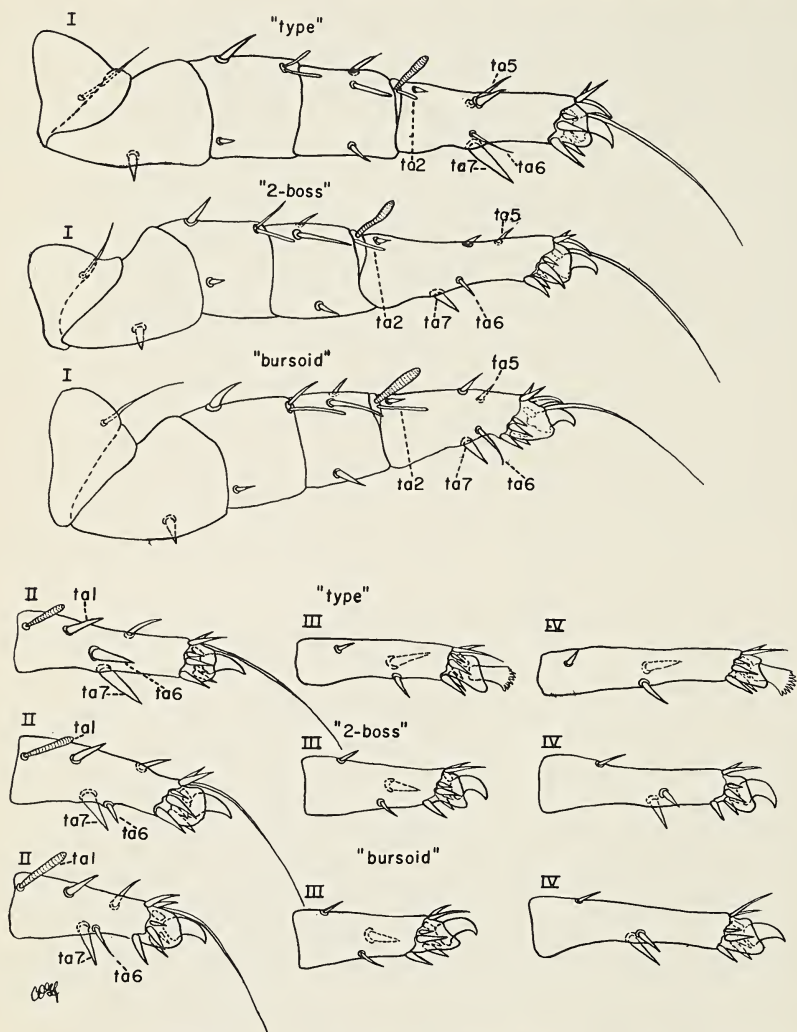 I "type"
ta5
ta2 ta7 ta6
I "2-boss"
ta5
ta2 ta7 ta6
I "bursoid"
ta5
ta2 ta7 ta6
"type"
II ta1 III IV
ta7 ta6
"2-boss"
II ta1 III IV
ta7 ta6
"bursoid"
II ta1 III IV
ta7 ta6